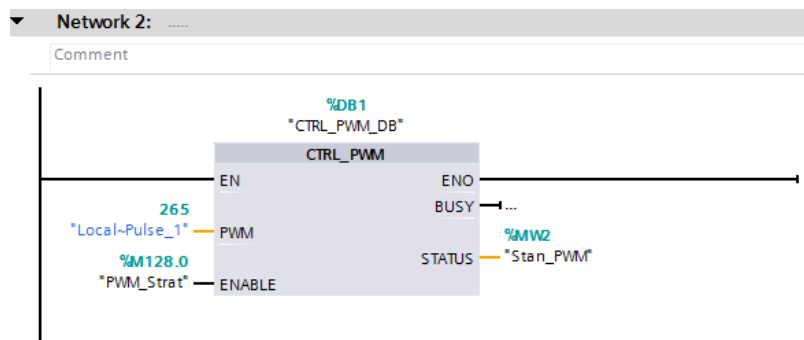 Network 2: .....
Comment
%DB1
"CTRL_PWM_DB"
CTRL_PWM
EN ENO
265 BUSY ...
"Local~Pulse_1" PWM %MW2
%M128.0 STATUS "Stan_PWM"
"PWM_Strat" ENABLE